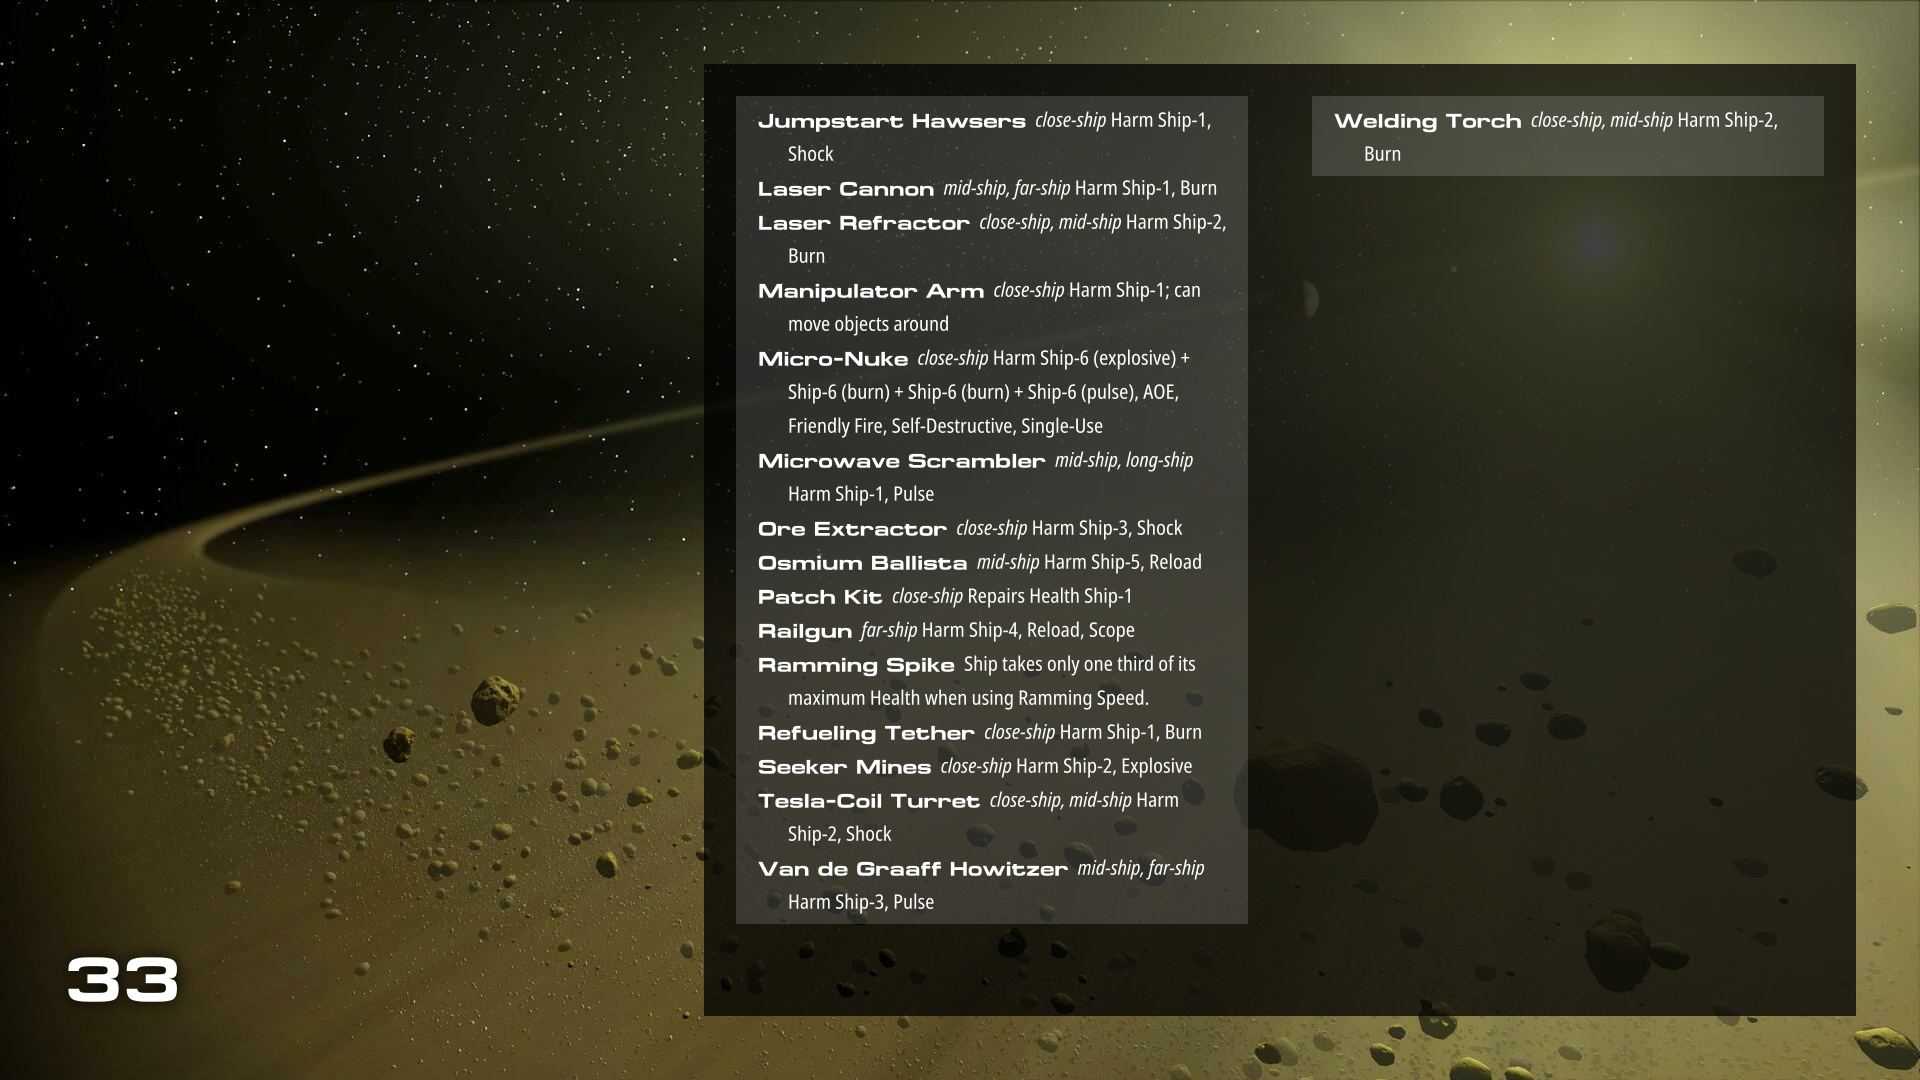 Jumpstart Hawsers close-ship Harm Ship-1,
Shock
Laser Cannon mid-ship, far-ship Harm Ship-1, Burn
Laser Refractor close-ship, mid-ship Harm Ship-2,
Burn
Manipulator Arm close-ship Harm Ship-1; can
move objects around
Micro-Nuke close-ship Harm Ship-6 (explosive) +
Ship-6 (burn) + Ship-6 (burn) + Ship-6 (pulse), AOE,
Friendly Fire, Self-Destructive, Single-Use
Microwave Scrambler mid-ship, long-ship
Harm Ship-1, Pulse
Ore Extractor close-ship Harm Ship-3, Shock
Osmium Ballista mid-ship Harm Ship-5, Reload
Patch Kit close-ship Repairs Health Ship-1
Railgun far-ship Harm Ship-4, Reload, Scope
Ramming Spike Ship takes only one third of its
maximum Health when using Ramming Speed.
Refueling Tether close-ship Harm Ship-1, Burn
Seeker Mines close-ship Harm Ship-2, Explosive
Tesla-Coil Turret close-ship, mid-ship Harm
Ship-2, Shock
Van de Graaff Howitzer mid-ship, far-ship
Harm Ship-3, Pulse
Welding Torch close-ship, mid-ship Harm Ship-2,
Burn
33